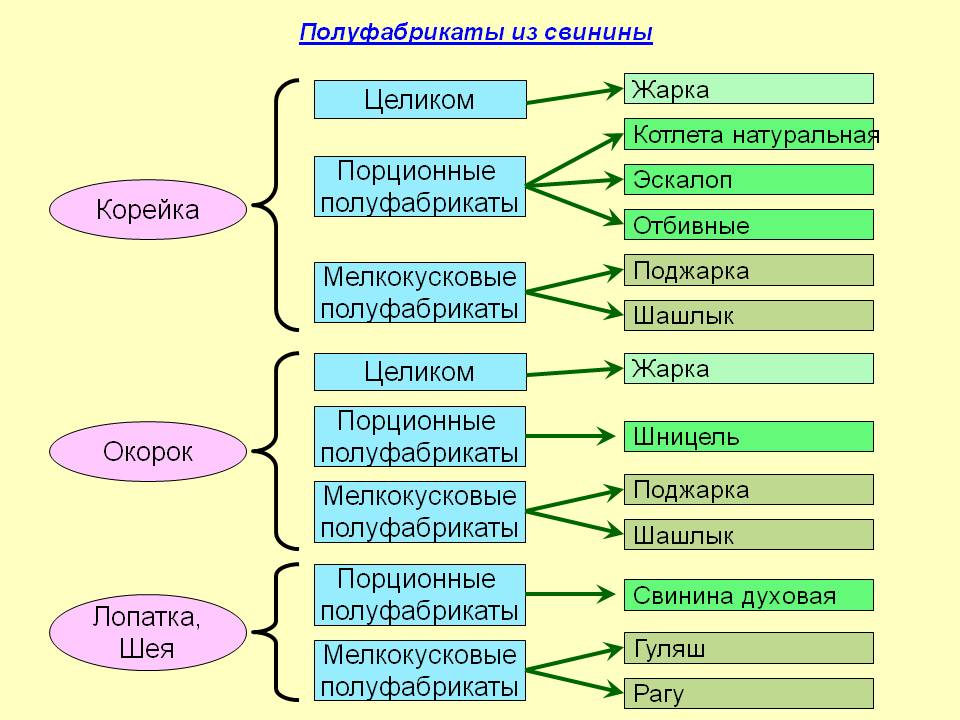 Полуфабрикаты из свинины
Корейка
Целиком
Жарка
Порционные
полуфабрикаты
Котлета натуральная
Эскалоп
Отбивные
Мелкокусковые
полуфабрикаты
Поджарка
Шашлык
Окорок
Целиком
Жарка
Порционные
полуфабрикаты
Шницель
Мелкокусковые
полуфабрикаты
Поджарка
Шашлык
Лопатка,
Шея
Порционные
полуфабрикаты
Свинина духовая
Мелкокусковые
полуфабрикаты
Гуляш
Рагу